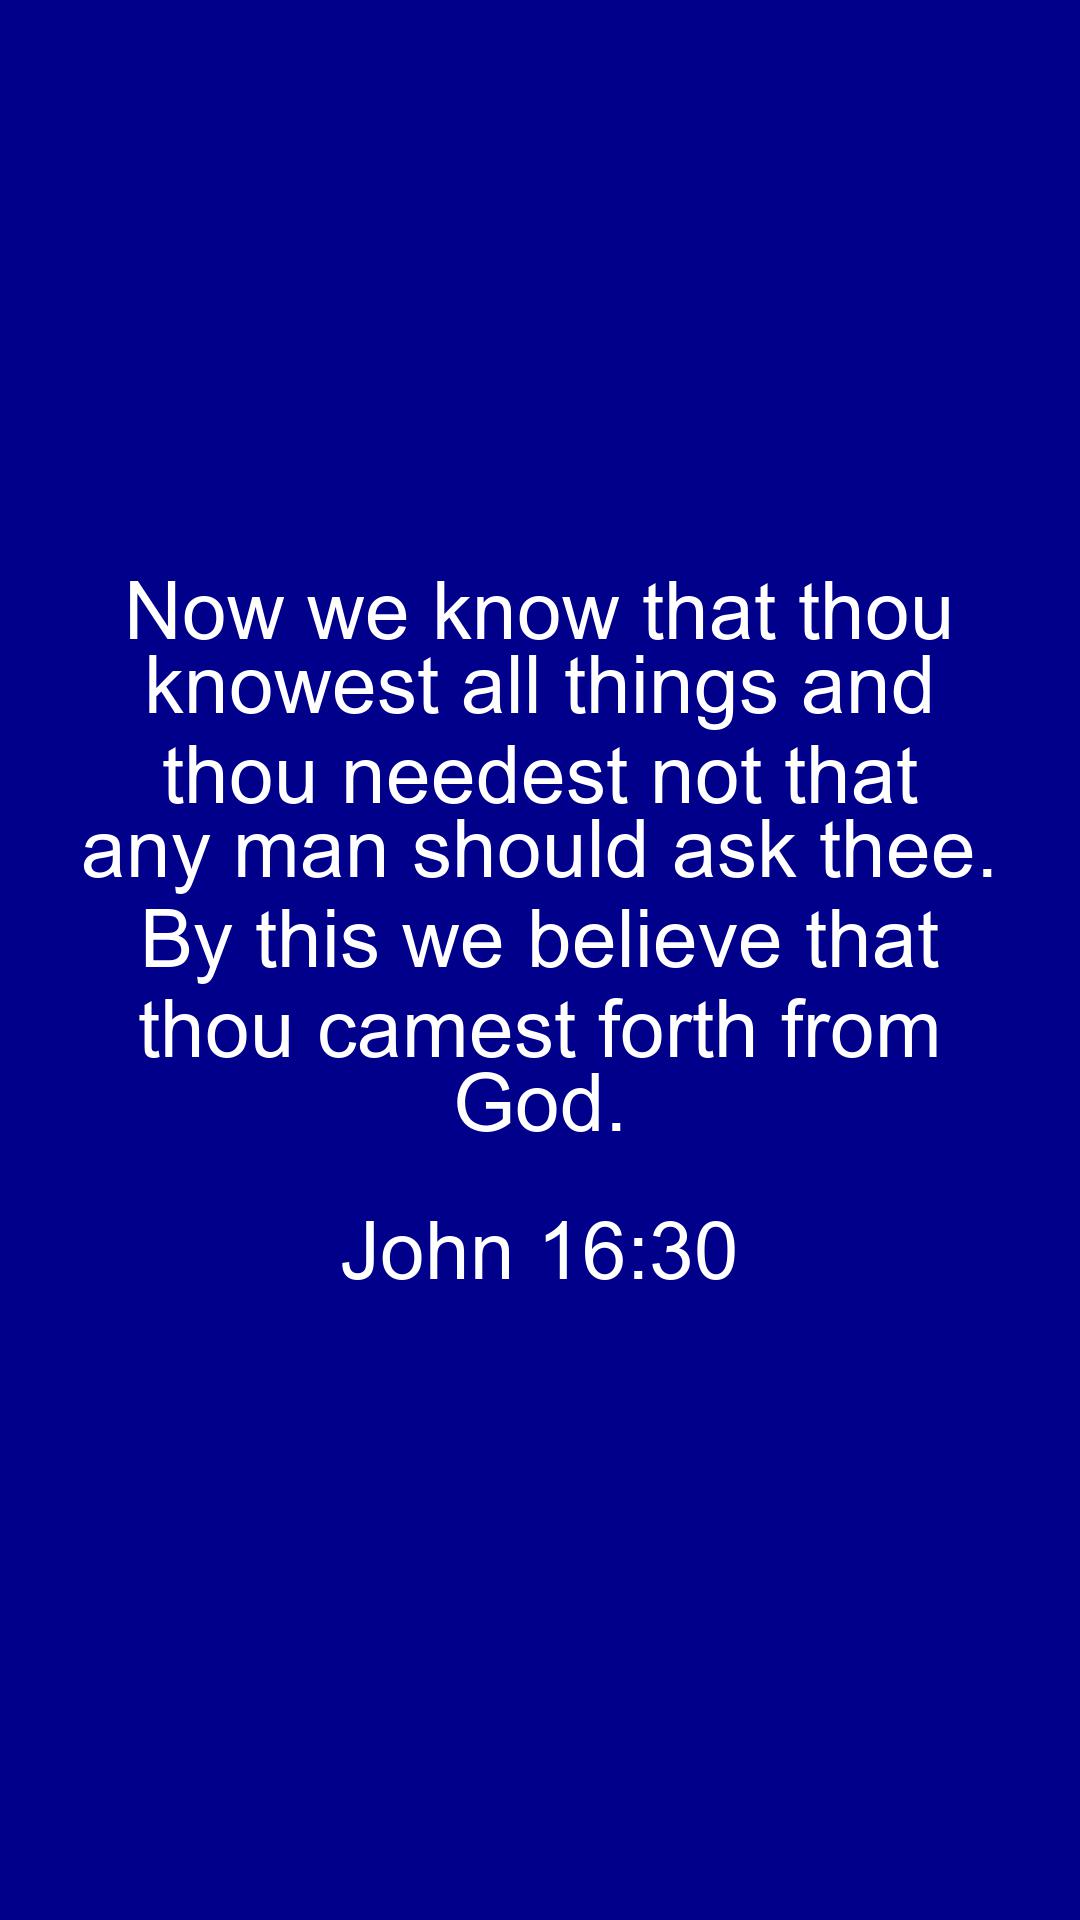 Now we know that thou
knowest all things and
thou needest not that
any man should ask thee.
By this we believe that
thou camest forth from
God.
John 16:30